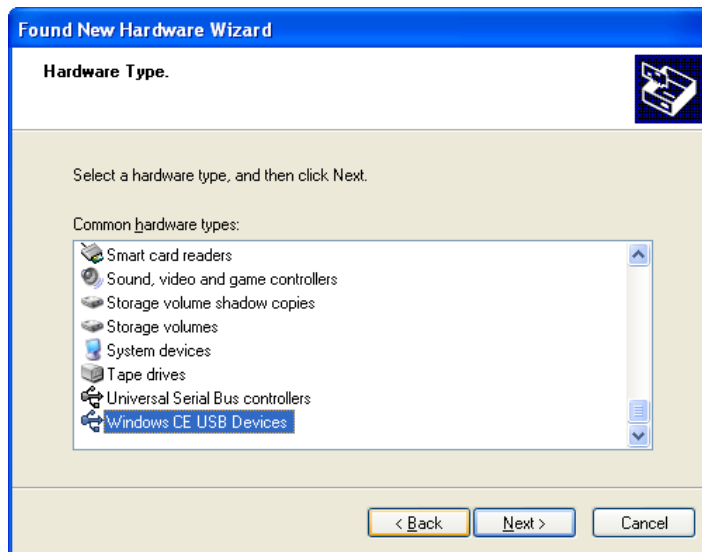 Found New Hardware Wizard
Hardware Type.
Select a hardware type, and then click Next.
Common hardware types:
Smart card readers
Sound, video and game controllers
Storage volume shadow copies
Storage volumes
System devices
Tape drives
Universal Serial Bus controllers
Windows CE USB Devices
< Back Next > Cancel